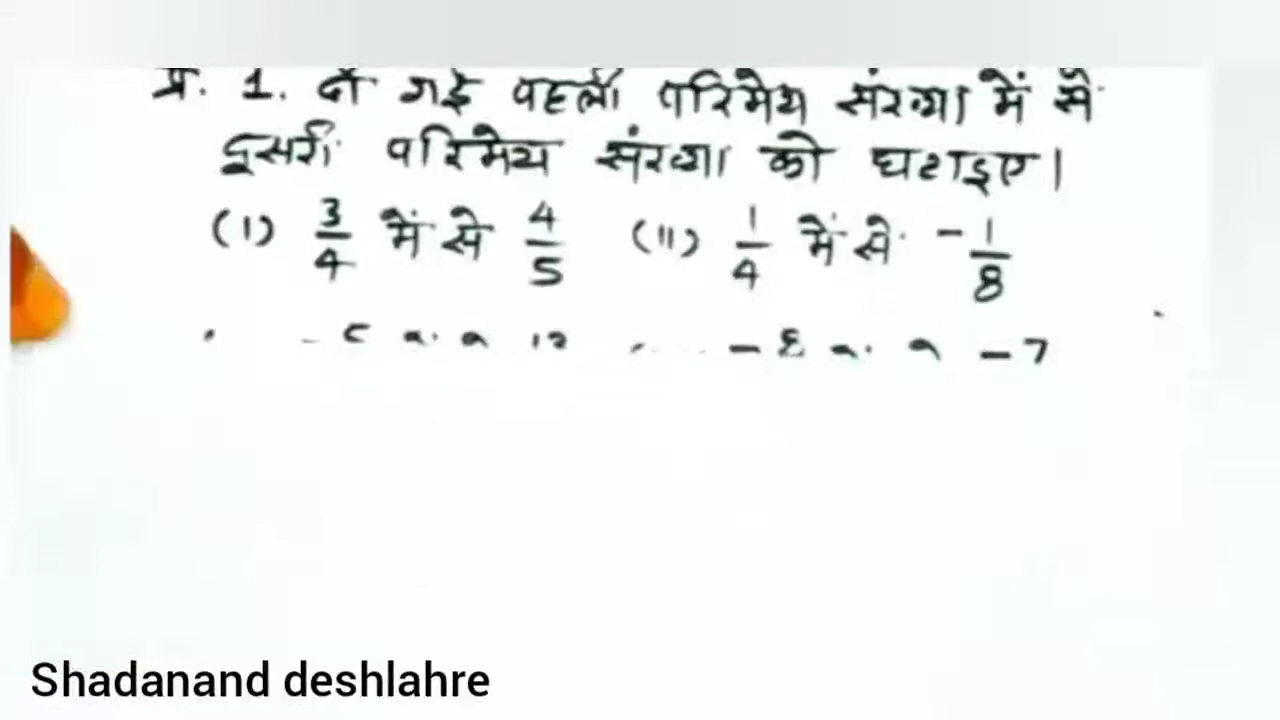 प्र. 1. दी गई पहली परिमेय संख्या में से
दूसरी परिमेय संख्या को घटाइए।
(I) 3/4 में से 4/5 (II) 1/4 में से -1/8
Shadanand deshlahre